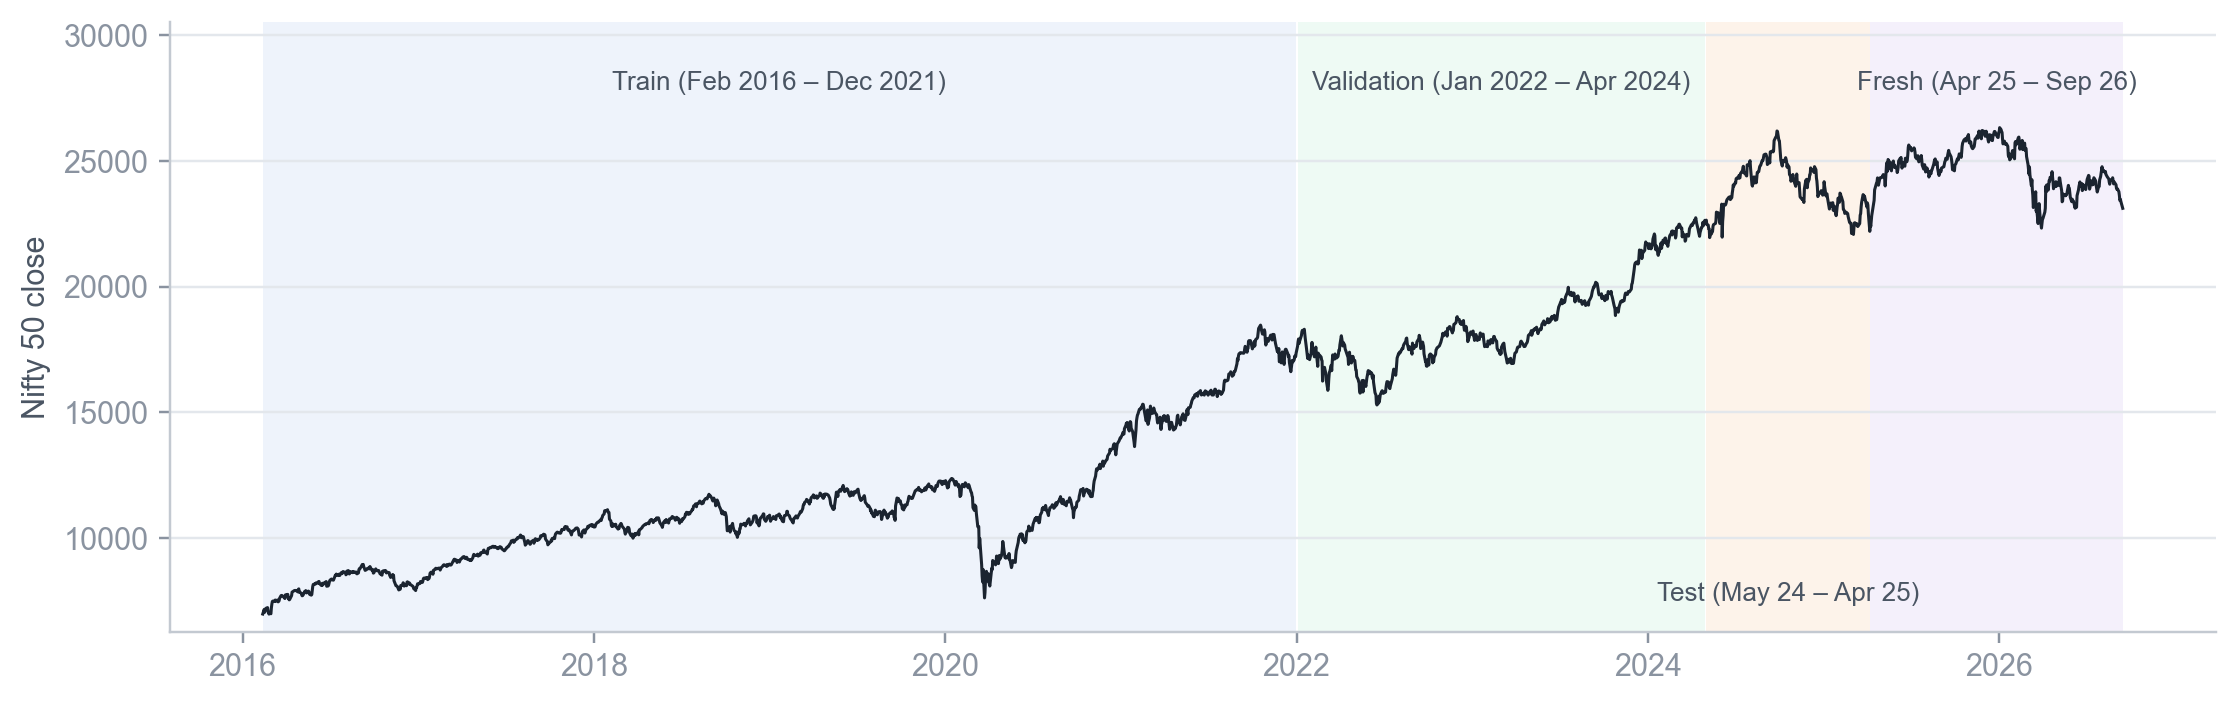 30000
25000
20000
15000
10000
Nifty 50 close
Train (Feb 2016 – Dec 2021)
Validation (Jan 2022 – Apr 2024)
Fresh (Apr 25 – Sep 26)
Test (May 24 – Apr 25)
2016
2018
2020
2022
2024
2026